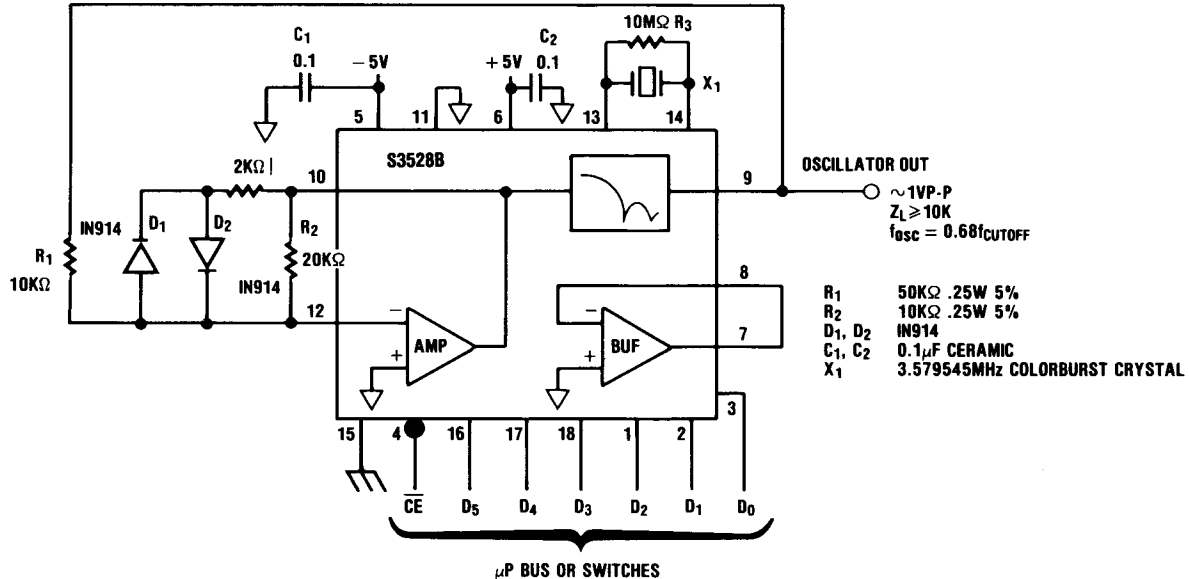 10MΩ R3
C1
0.1
−5V
+5V
C2
0.1
X1
5
11
6
13
14
S3528B
OSCILLATOR OUT
2KΩ
10
9
∼1VP-P
ZL ≥ 10K
fosc = 0.68fCUTOFF
R1
10KΩ
IN914
D1
D2
IN914
R2
20KΩ
12
−
+
AMP
−
+
BUF
8
7
R1 50KΩ .25W 5%
R2 10KΩ .25W 5%
D1, D2 IN914
C1, C2 0.1μF CERAMIC
X1 3.579545MHz COLORBURST CRYSTAL
15
4
16
17
18
1
2
3
CE
D5
D4
D3
D2
D1
D0
μP BUS OR SWITCHES